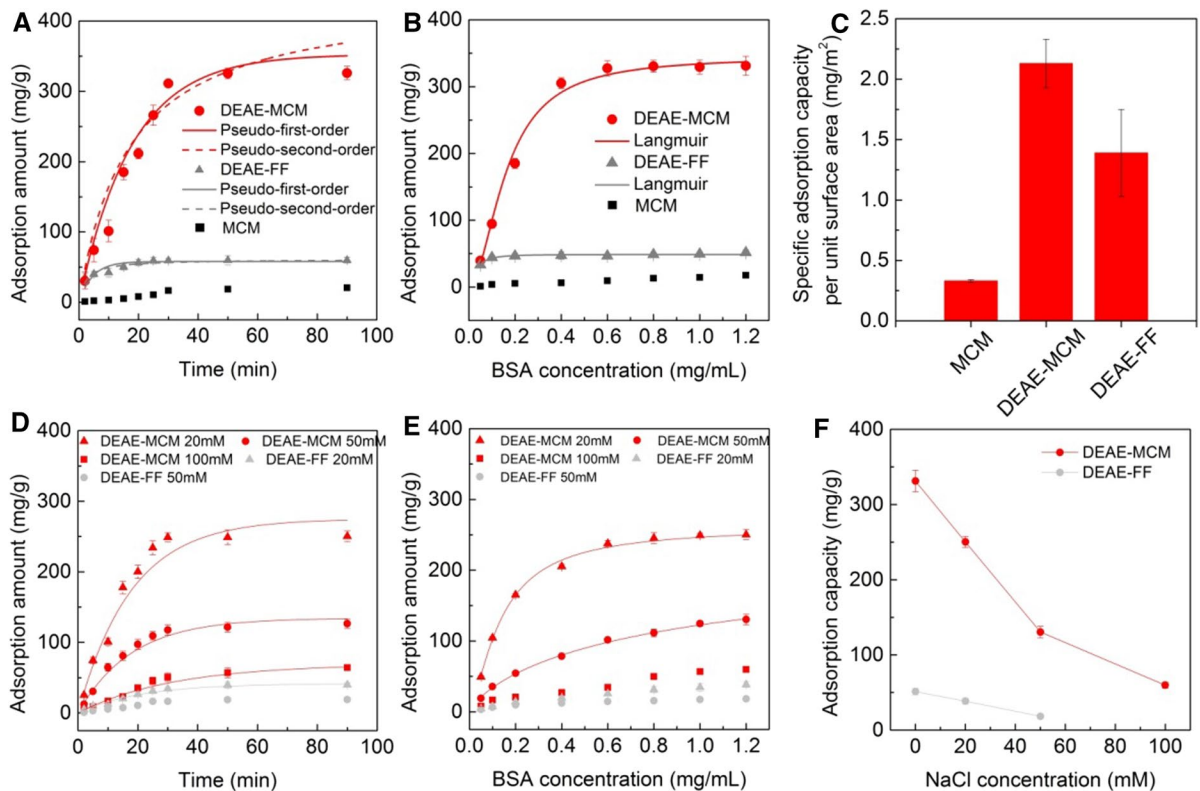 A
Adsorption amount (mg/g)
400
300
200
100
0
DEAE-MCM
Pseudo-first-order
Pseudo-second-order
DEAE-FF
Pseudo-first-order
Pseudo-second-order
MCM
0 20 40 60 80 100
Time (min)
B
Adsorption amount (mg/g)
400
300
200
100
0
DEAE-MCM
Langmuir
DEAE-FF
Langmuir
MCM
0.0 0.2 0.4 0.6 0.8 1.0 1.2
BSA concentration (mg/mL)
C
Specific adsorption capacity
per unit surface area (mg/m²)
2.5
2.0
1.5
1.0
0.5
0.0
MCM
DEAE-MCM
DEAE-FF
D
Adsorption amount (mg/g)
400
300
200
100
0
DEAE-MCM 20mM DEAE-MCM 50mM
DEAE-MCM 100mM DEAE-FF 20mM
DEAE-FF 50mM
0 20 40 60 80 100
Time (min)
E
Adsorption amount (mg/g)
400
300
200
100
0
DEAE-MCM 20mM DEAE-MCM 50mM
DEAE-MCM 100mM DEAE-FF 20mM
DEAE-FF 50mM
0.0 0.2 0.4 0.6 0.8 1.0 1.2
BSA concentration (mg/mL)
F
Adsorption capacity (mg/g)
400
350
300
250
200
150
100
50
0
DEAE-MCM
DEAE-FF
0 20 40 60 80 100
NaCl concentration (mM)